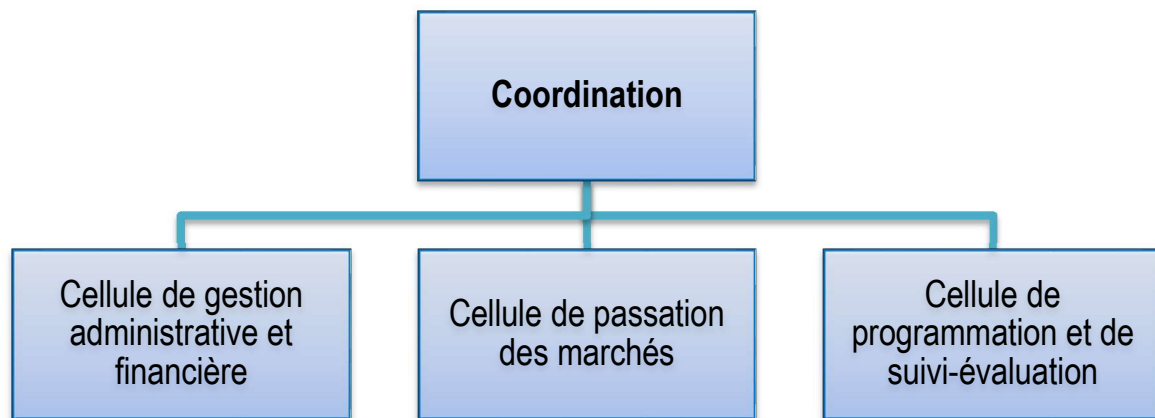 Coordination
Cellule de gestion
administrative et
financière
Cellule de passation
des marchés
Cellule de
programmation et de
suivi-évaluation